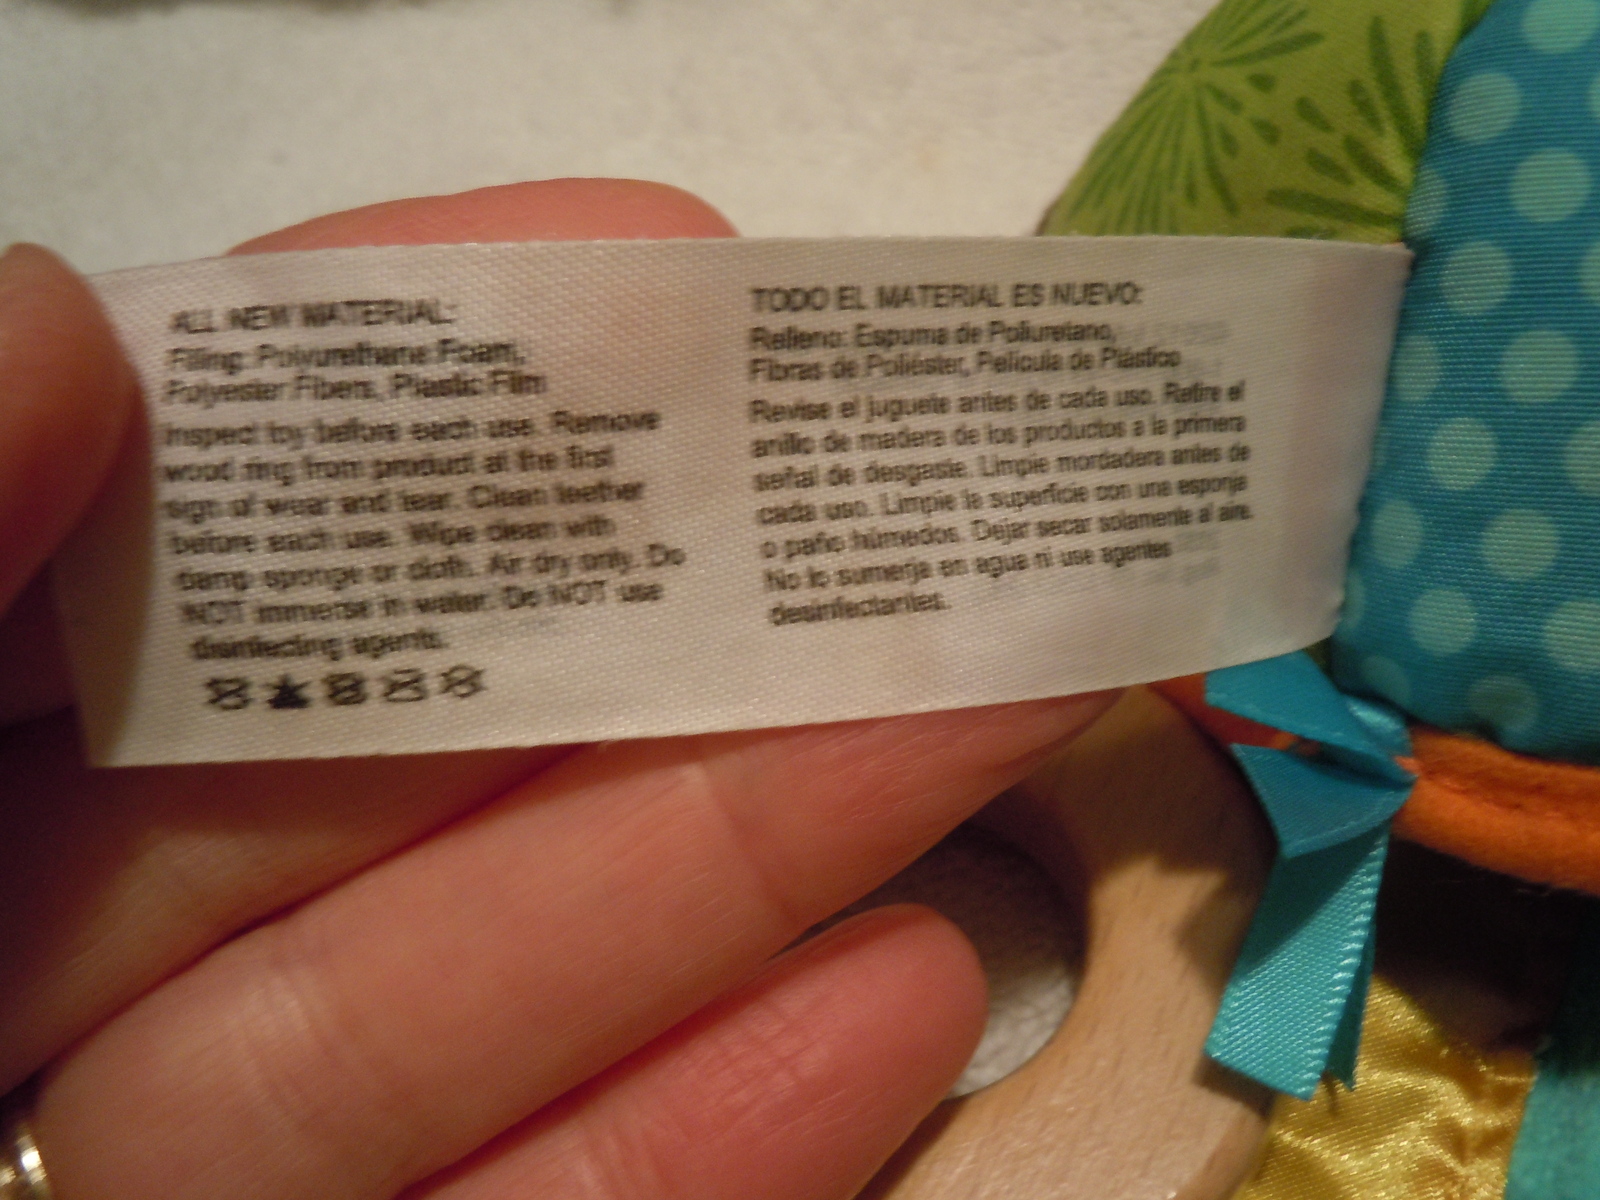 ALL NEW MATERIAL:
Filling: Polyurethane Foam,
Polyester Fibers, Plastic Film
Inspect toy before each use. Remove
wood ring from product at the first
sign of wear and tear. Clean teether
before each use. Wipe clean with
damp sponge or cloth. Air dry only. Do
NOT immerse in water. Do NOT use
disinfecting agents.
TODO EL MATERIAL ES NUEVO:
Relleno: Espuma de Poliuretano,
Fibras de Poliéster, Película de Plástico
Revise el juguete antes de cada uso. Retire el
anillo de madera de los productos a la primera
señal de desgaste. Limpie mordadera antes de
cada uso. Limpie la superficie con una esponja
o paño húmedos. Dejar secar solamente al aire.
No lo sumerja en agua ni use agentes
desinfectantes.